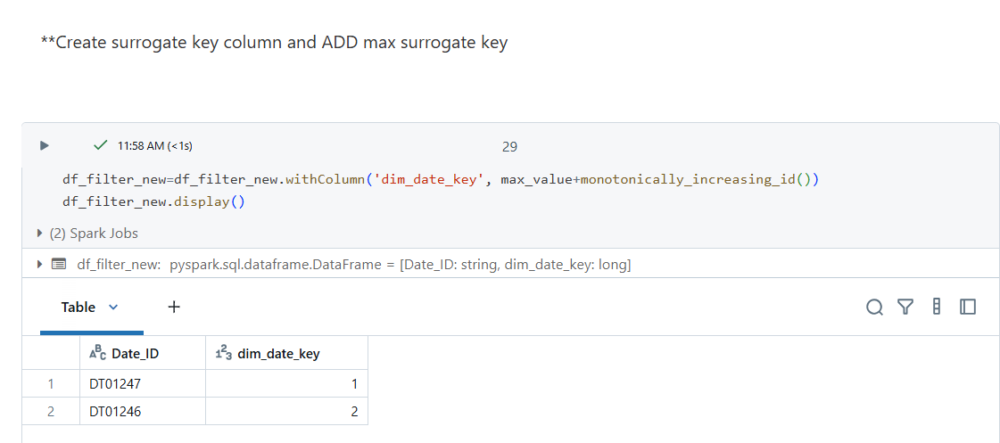 **Create surrogate key column and ADD max surrogate key
11:58 AM (<1s)
29
df_filter_new=df_filter_new.withColumn('dim_date_key', max_value+monotonically_increasing_id())
df_filter_new.display()
(2) Spark Jobs
df_filter_new: pyspark.sql.dataframe.DataFrame = [Date_ID: string, dim_date_key: long]
Table +
ABC Date_ID 123 dim_date_key
1 DT01247 1
2 DT01246 2